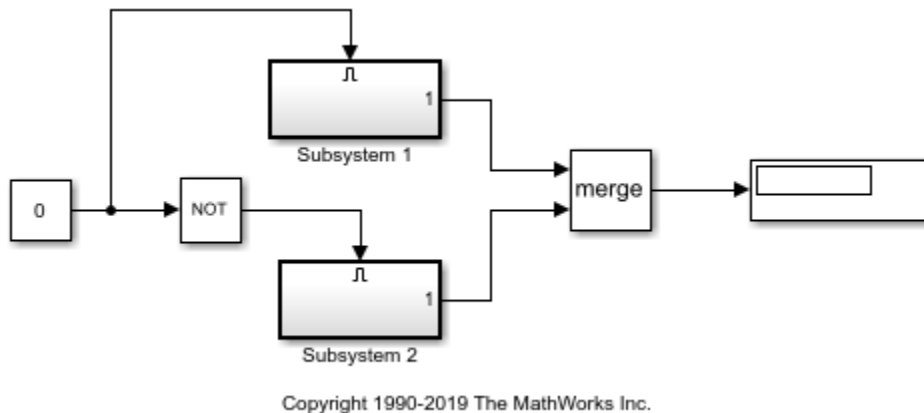 1
Subsystem 1
0
NOT
merge
1
Subsystem 2
Copyright 1990-2019 The MathWorks Inc.